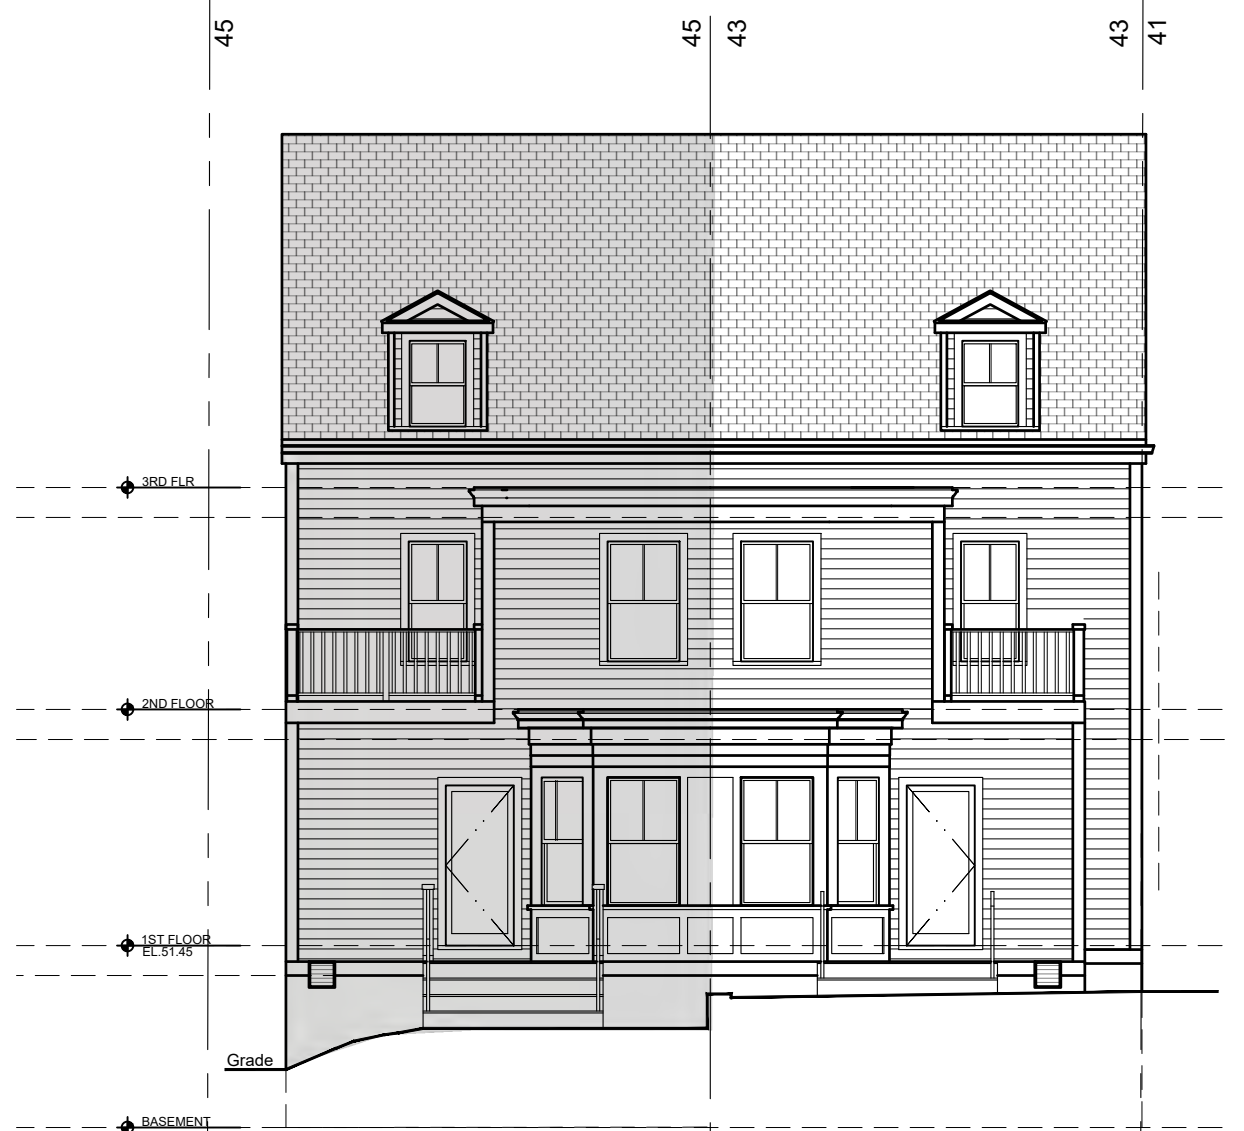 45
45
43
43
41
3RD FLR
2ND FLOOR
1ST FLOOR
EL.51.45
Grade
BASEMENT